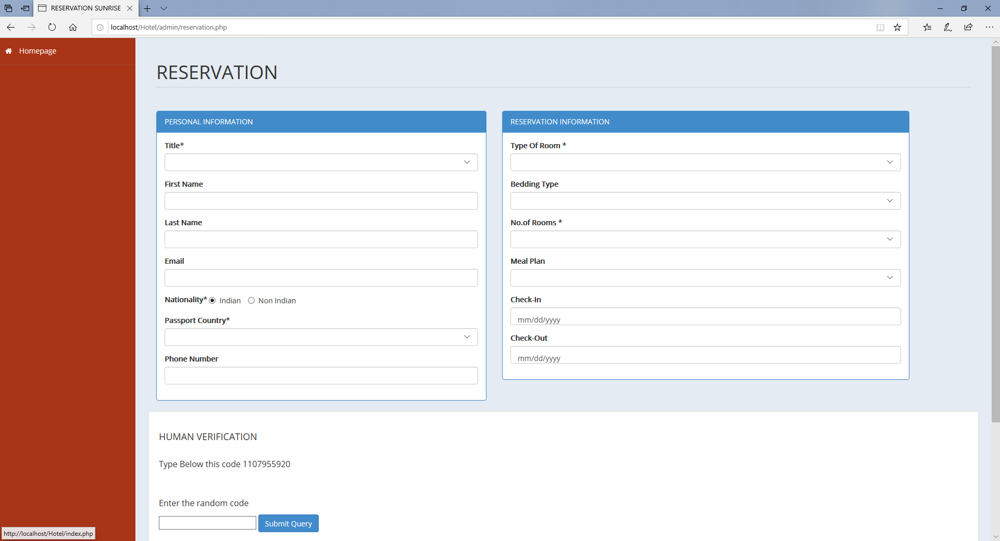 RESERVATION SUNRISE
localhost/Hotel/admin/reservation.php
Homepage
RESERVATION
PERSONAL INFORMATION
Title*
First Name
Last Name
Email
Nationality* Indian Non Indian
Passport Country*
Phone Number
RESERVATION INFORMATION
Type Of Room *
Bedding Type
No.of Rooms *
Meal Plan
Check-In
mm/dd/yyyy
Check-Out
mm/dd/yyyy
HUMAN VERIFICATION
Type Below this code 1107955920
Enter the random code
Submit Query
http://localhost/Hotel/index.php